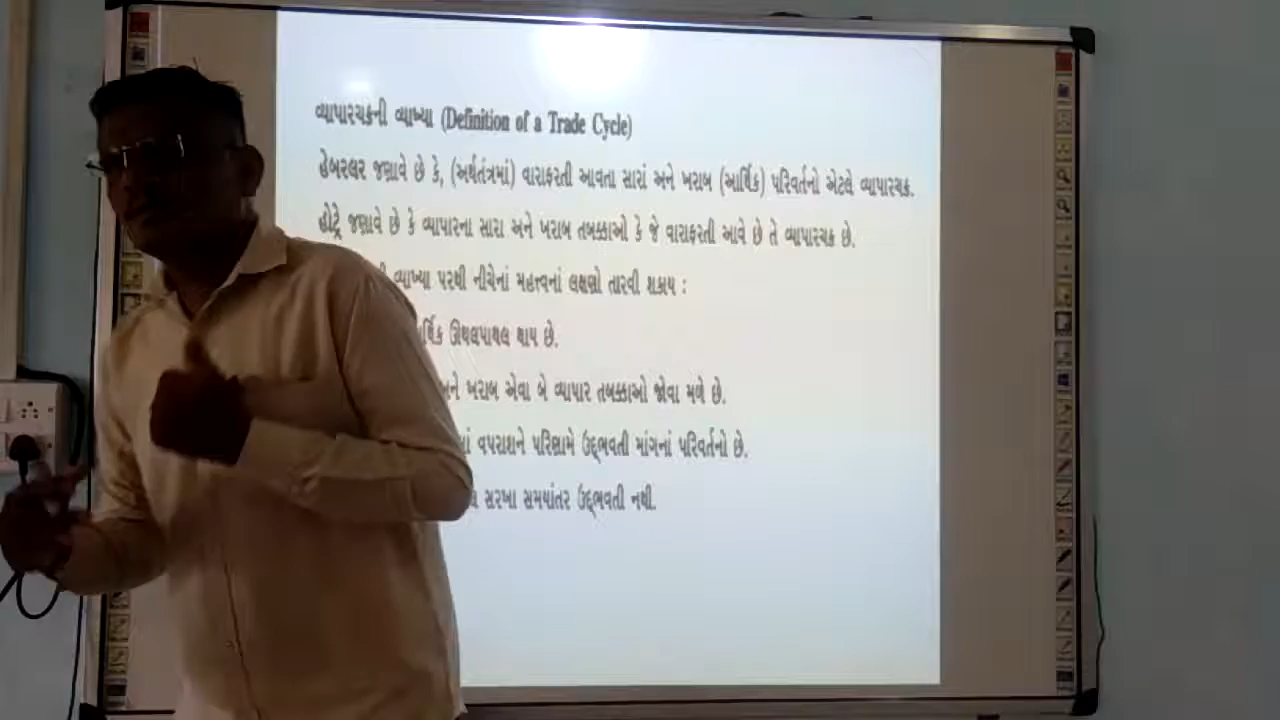 વ્યાપારચક્રની વ્યાખ્યા (Definition of a Trade Cycle)
હેબરલર જણાવે છે કે, (અર્થતંત્રમાં) વારાફરતી આવતા સારાં અને ખરાબ (આર્થિક) પરિવર્તનો એટલે વ્યાપારચક્ર.
હોટ્રે જણાવે છે કે વ્યાપારના સારા અને ખરાબ તબક્કાઓ કે જે વારાફરતી આવે છે તે વ્યાપારચક્ર છે.
વ્યાખ્યા પરથી નીચેનાં મહત્ત્વનાં લક્ષણો તારવી શકાય :
ઊથલપાથલ થાય છે.
ખરાબ એવા બે વ્યાપાર તબક્કાઓ જોવા મળે છે.
વપરાશને પરિણામે ઉદ્ભવતી માંગનાં પરિવર્તનો છે.
સરખા સમયાંતર ઉદ્ભવતી નથી.